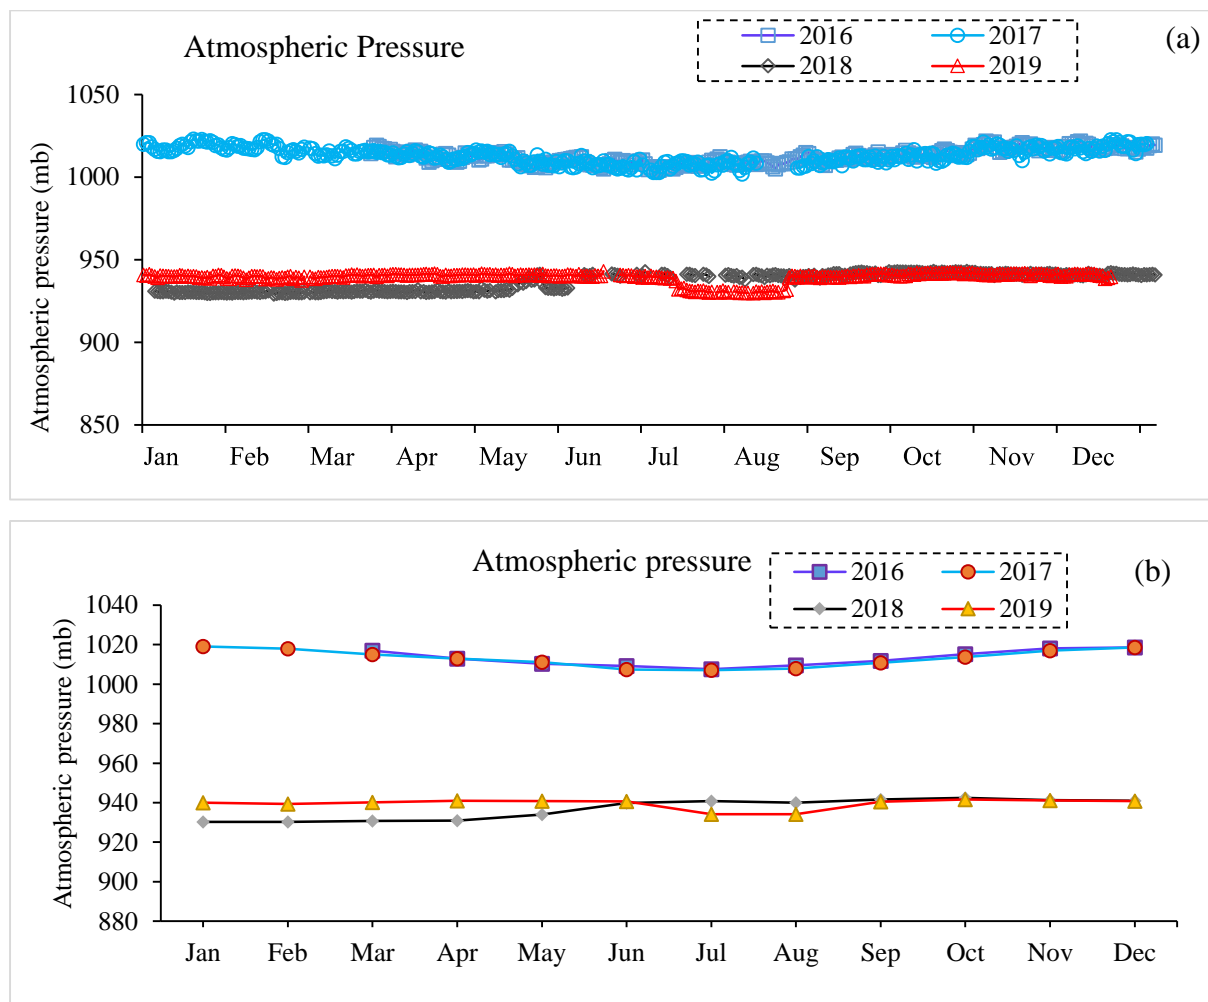 Atmospheric Pressure
2016 2017
2018 2019
(a)
Atmospheric pressure (mb)
1050
1000
950
900
850
Jan Feb Mar Apr May Jun Jul Aug Sep Oct Nov Dec
Atmospheric pressure
2016 2017
2018 2019
(b)
Atmospheric pressure (mb)
1040
1020
1000
980
960
940
920
900
880
Jan Feb Mar Apr May Jun Jul Aug Sep Oct Nov Dec